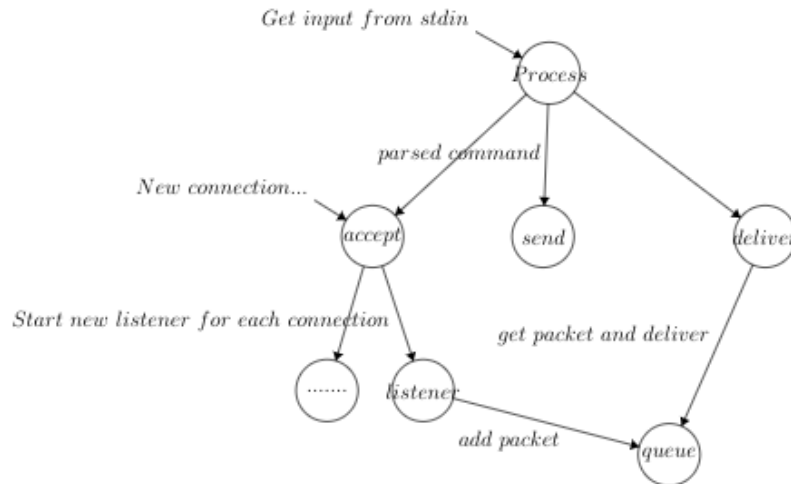 Get input from stdin
Process
parsed command
New connection...
accept
send
deliver
Start new listener for each connection
get packet and deliver
.......
listener
add packet
queue